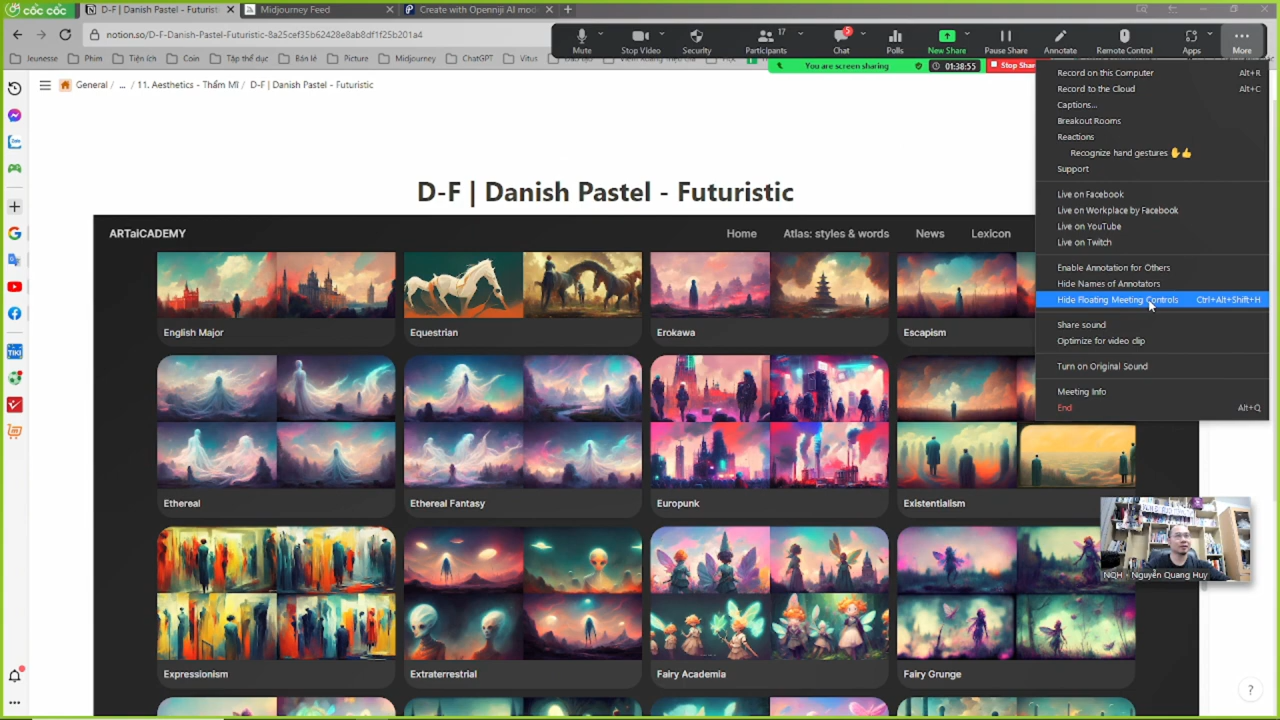 cốc cốc
D-F | Danish Pastel - Futurist
Midjourney Feed
Create with Openniji AI mod
notion.so/D-F-Danish-Pastel-Futuristic-8a25cef35b62428e8ab8df1f25b201a4
Mute
Stop Video
Security
Participants
17
Chat
5
Polls
New Share
Pause Share
Annotate
Remote Control
Apps
More
Jeunesse
Phim
Tiện ích
Coin
Tập thể dục
Bán lẻ
Picture
Midjourney
ChatGPT
Vitus
You are screen sharing
01:38:55
Stop Shar
General / ... / 11. Aesthetics - Thẩm Mĩ / D-F | Danish Pastel - Futuristic
Record on this Computer Alt+R
Record to the Cloud Alt+C
Captions...
Breakout Rooms
Reactions
Recognize hand gestures
Support
Live on Facebook
Live on Workplace by Facebook
Live on YouTube
Live on Twitch
Enable Annotation for Others
Hide Names of Annotators
Hide Floating Meeting Controls Ctrl+Alt+Shift+H
Share sound
Optimize for video clip
Turn on Original Sound
Meeting Info
End Alt+Q
D-F | Danish Pastel - Futuristic
ARTaiCADEMY
Home
Atlas: styles & words
News
Lexicon
English Major
Equestrian
Erokawa
Escapism
Ethereal
Ethereal Fantasy
Europunk
Existentialism
NQH - Nguyễn Quang Huy
Expressionism
Extraterrestrial
Fairy Academia
Fairy Grunge
Zalo
TIKI
?